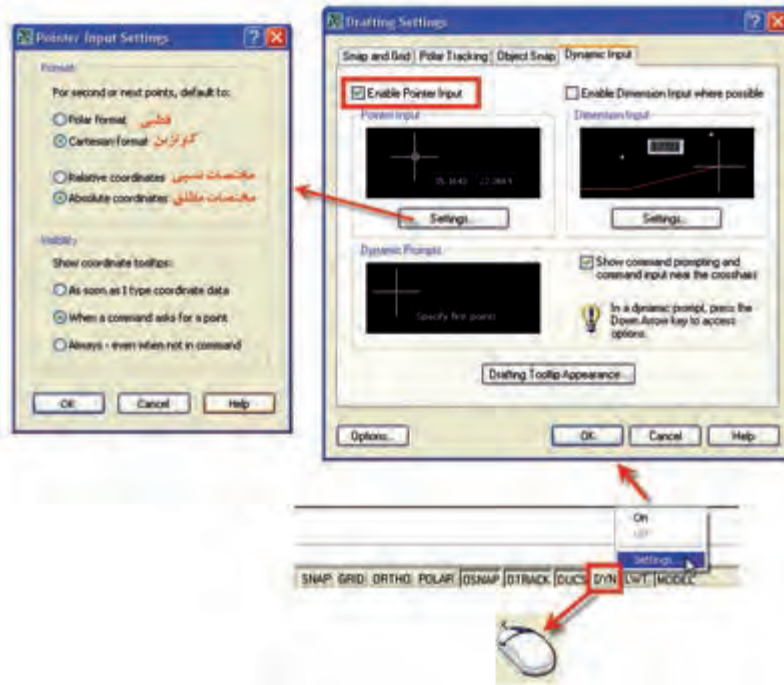 Pointer Input Settings
Format
For second or next points, default to:
Polar format قطبی
Cartesian format کارتزین
Relative coordinates مختصات نسبی
Absolute coordinates مختصات مطلق
Visibility
Show coordinate tooltips:
As soon as I type coordinate data
When a command asks for a point
Always - even when not in command
OK Cancel Help
Drafting Settings
Snap and Grid Polar Tracking Object Snap Dynamic Input
Enable Pointer Input
Enable Dimension Input where possible
Pointer Input
Dimension Input
Settings...
Settings...
Dynamic Prompts
Specify first point:
Show command prompting and
command input near the crosshairs
In a dynamic prompt, press the
Down Arrow key to access
options.
Drafting Tooltip Appearance...
Options... OK Cancel Help
On
Off
Settings...
SNAP GRID ORTHO POLAR OSNAP OTRACK DUCS DYN LWT MODEL